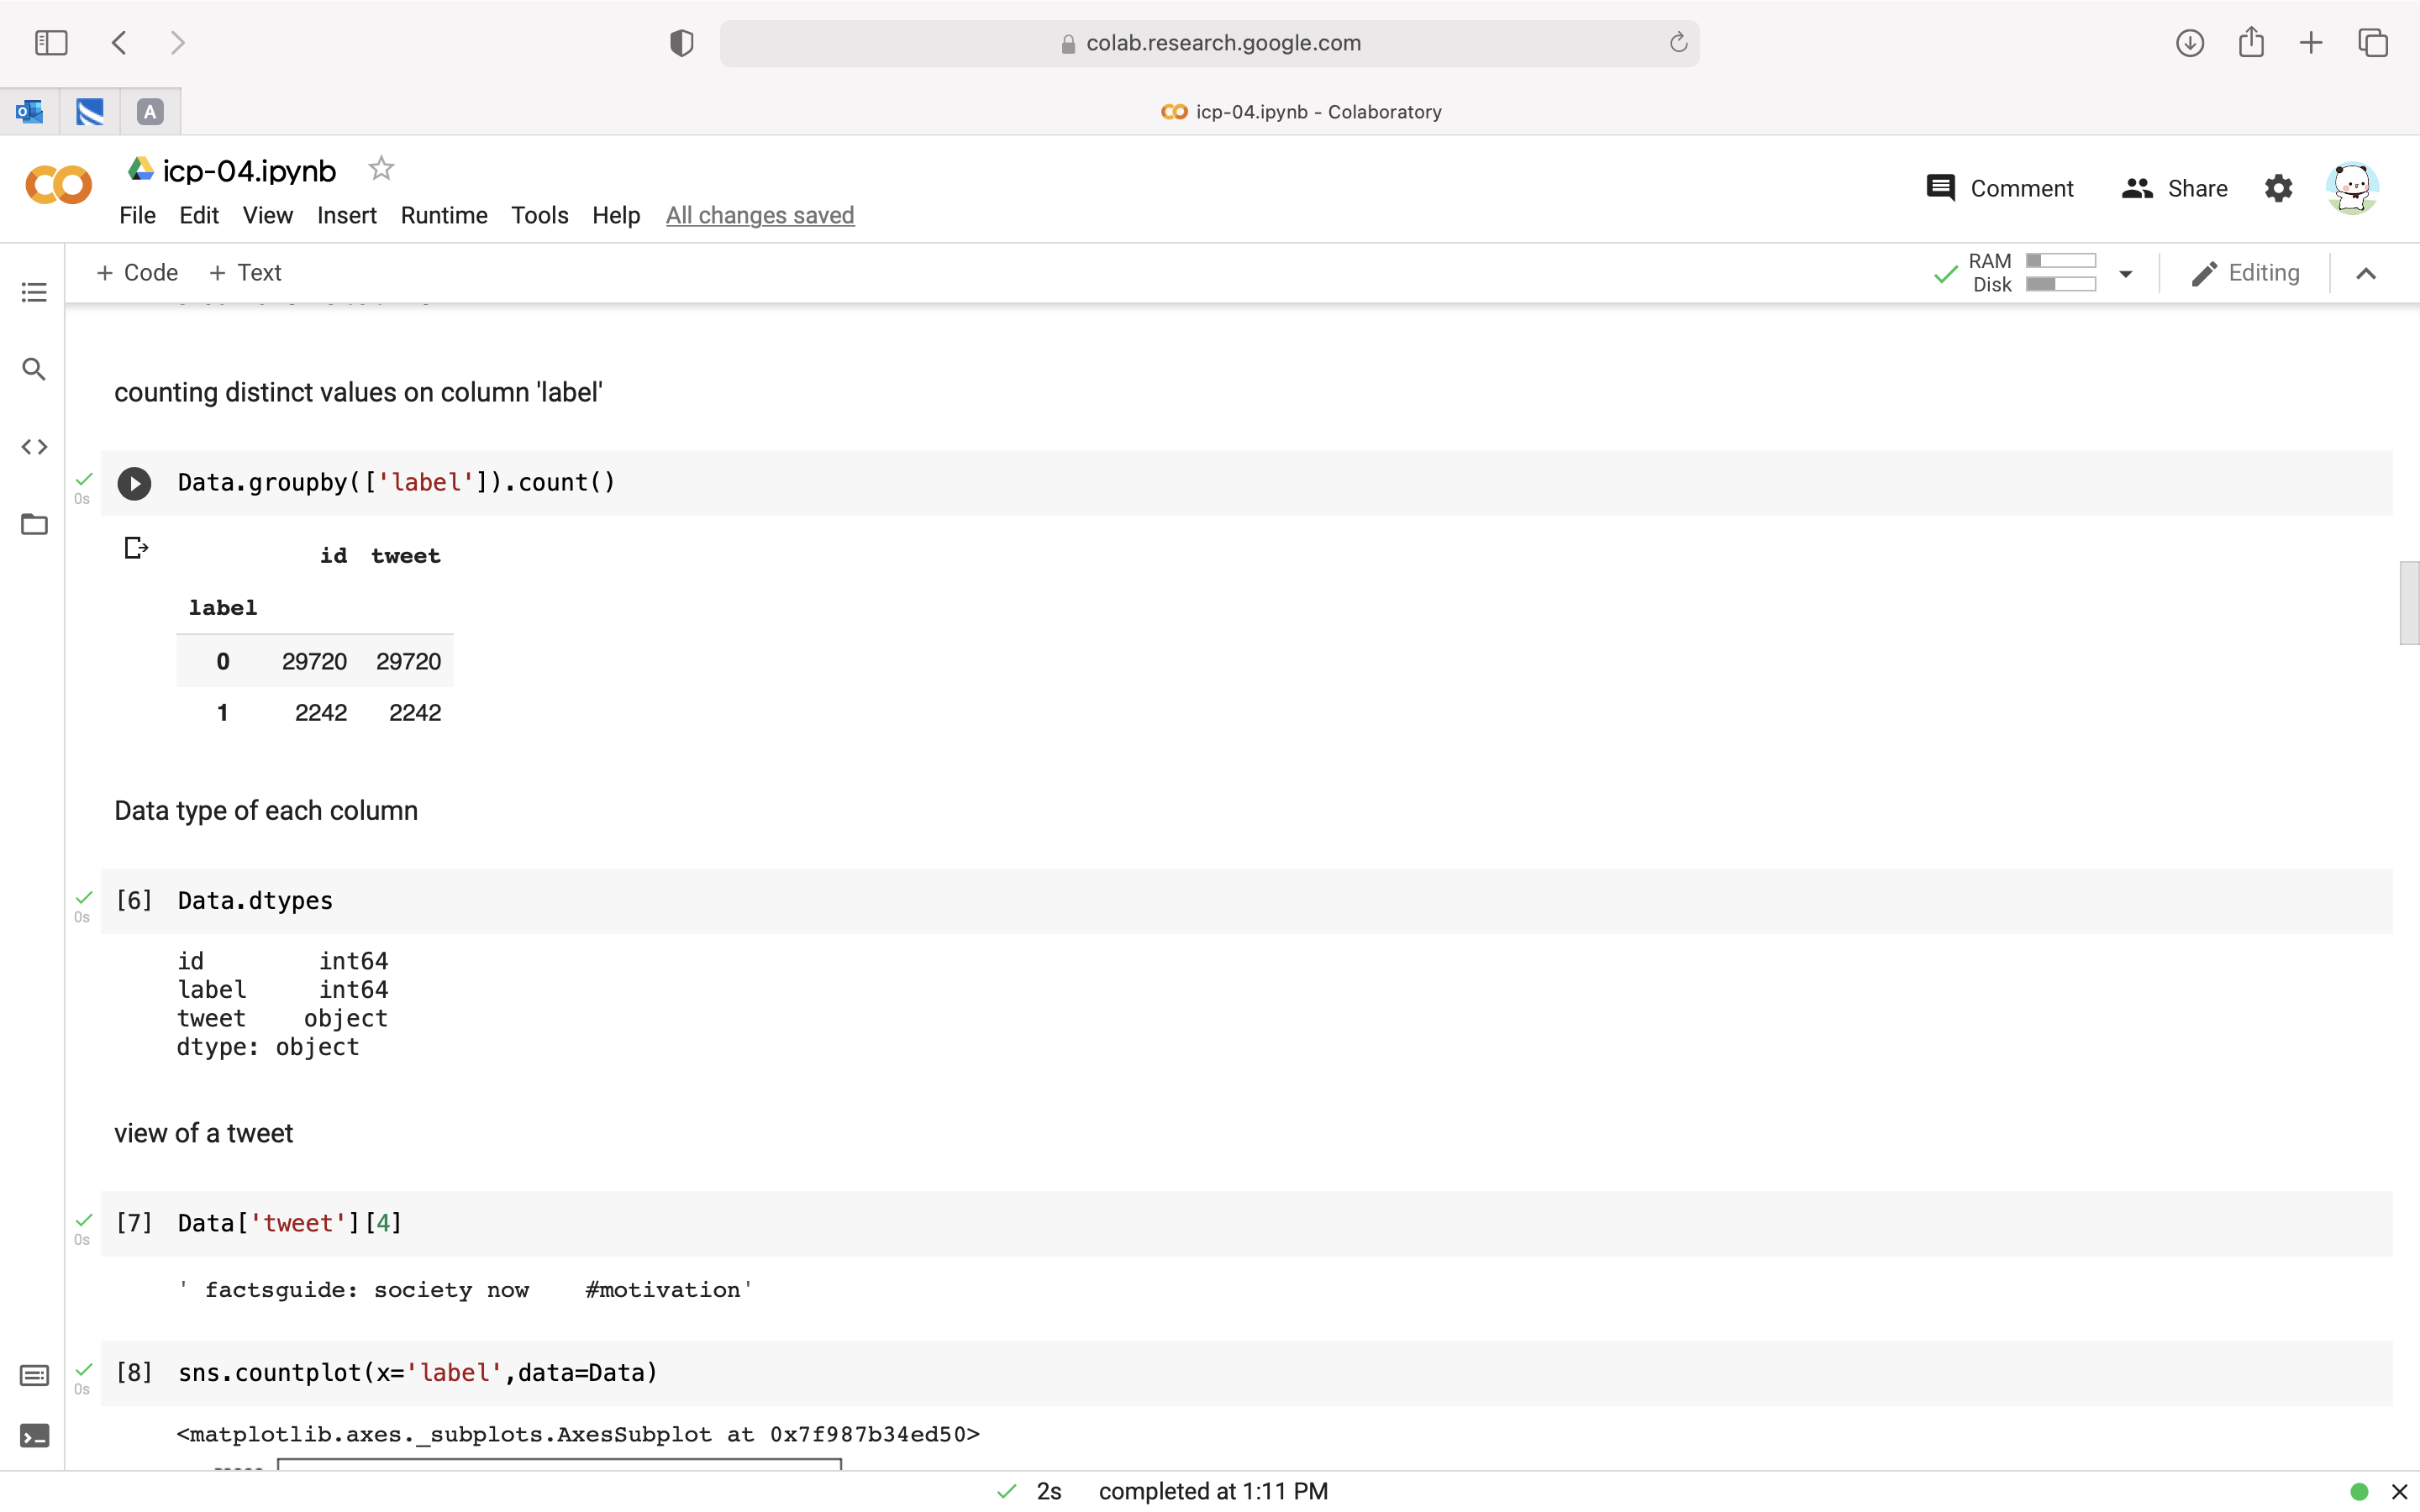 colab.research.google.com
A
icp-04.ipynb - Colaboratory
icp-04.ipynb
Comment Share
File Edit View Insert Runtime Tools Help All changes saved
+ Code + Text
RAM
Disk
Editing
counting distinct values on column 'label'
0s
Data.groupby(['label']).count()
id tweet
label
0 29720 29720
1 2242 2242
Data type of each column
0s
[6] Data.dtypes
id int64
label int64
tweet object
dtype: object
view of a tweet
0s
[7] Data['tweet'][4]
' factsguide: society now #motivation'
0s
[8] sns.countplot(x='label',data=Data)
<matplotlib.axes._subplots.AxesSubplot at 0x7f987b34ed50>
2s completed at 1:11 PM